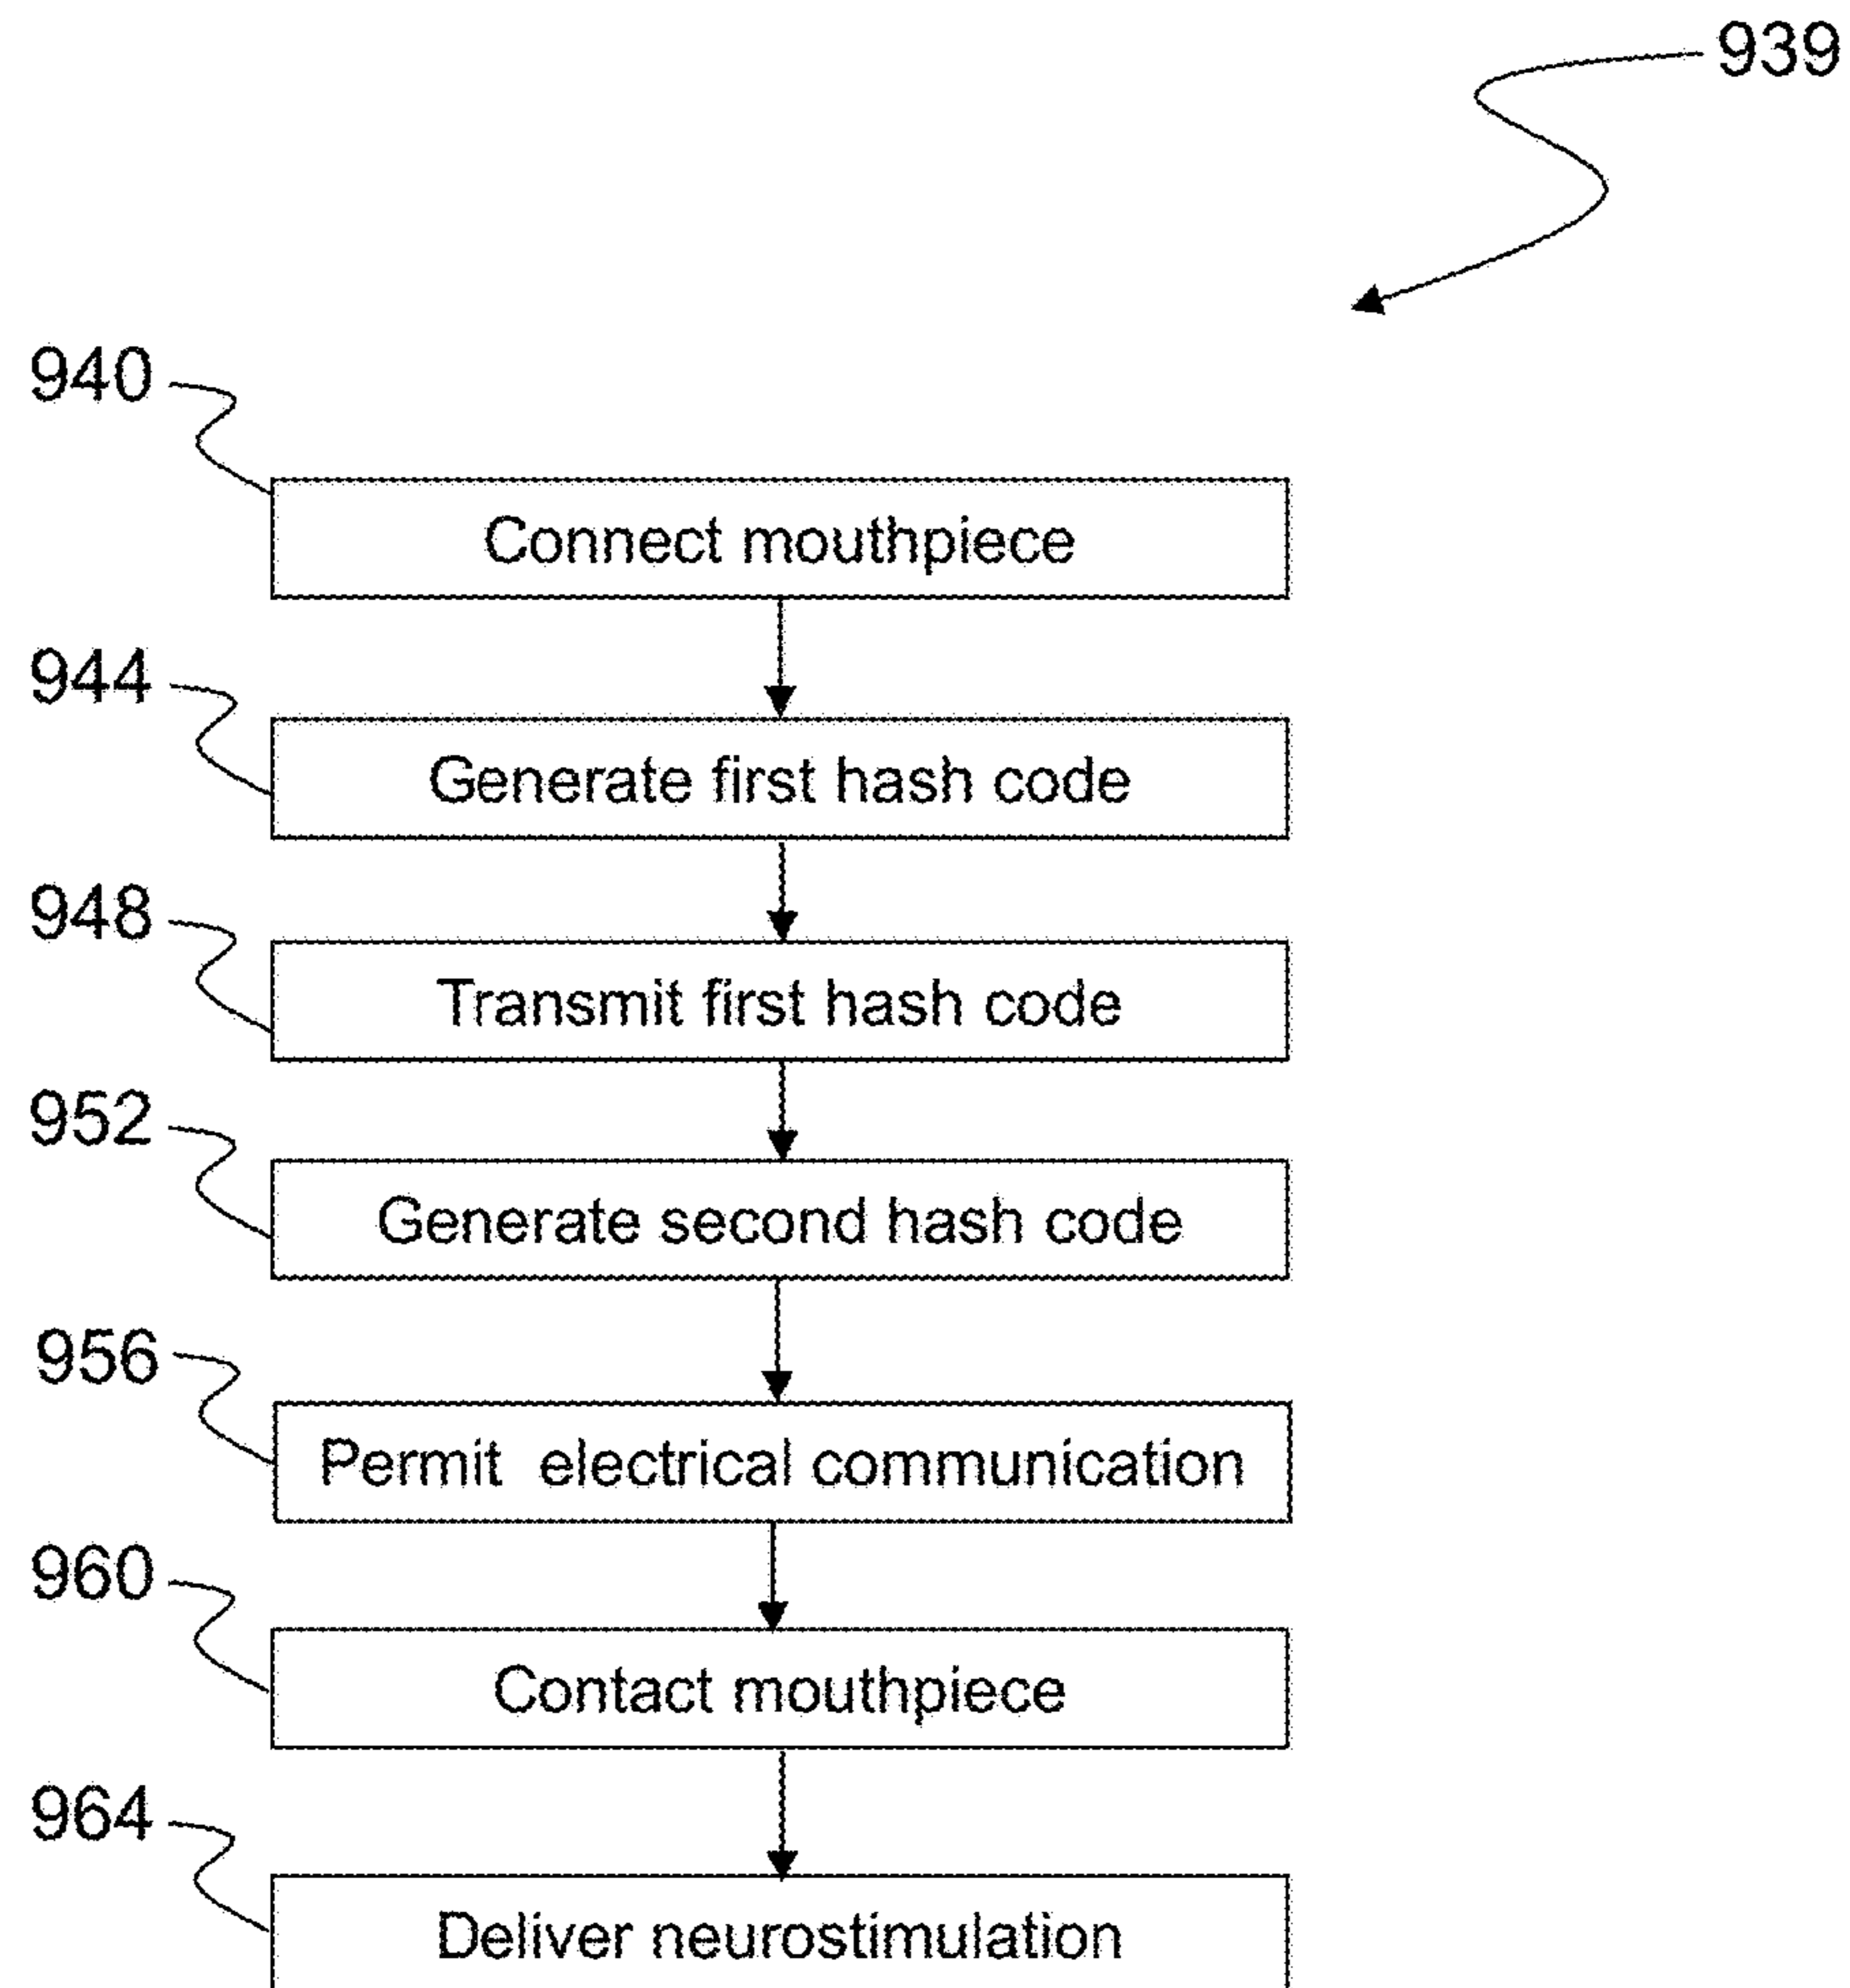 939
940
Connect mouthpiece
944
Generate first hash code
948
Transmit first hash code
952
Generate second hash code
956
Permit electrical communication
960
Contact mouthpiece
964
Deliver neurostimulation